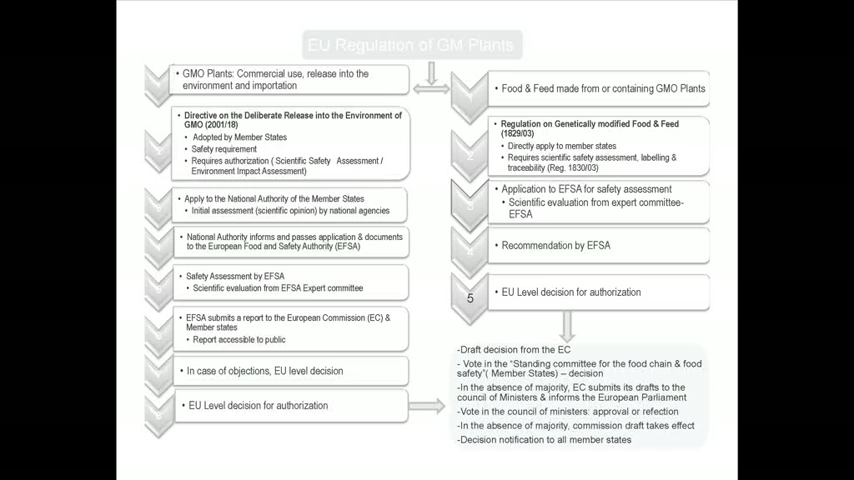 EU Regulation of GM Plants
• GMO Plants: Commercial use, release into the
environment and importation
• Directive on the Deliberate Release into the Environment of
GMO (2001/18)
• Adopted by Member States
• Safety requirement
• Requires authorization ( Scientific Safety Assessment /
Environment Impact Assessment)
• Apply to the National Authority of the Member States
• Initial assessment (scientific opinion) by national agencies
• National Authority informs and passes application & documents
to the European Food and Safety Authority (EFSA)
• Safety Assessment by EFSA
• Scientific evaluation from EFSA Expert committee
• EFSA submits a report to the European Commission (EC) &
Member states
• Report accessible to public
• In case of objections, EU level decision
• EU Level decision for authorization
1
• Food & Feed made from or containing GMO Plants
2
• Regulation on Genetically modified Food & Feed
(1829/03)
• Directly apply to member states
• Requires scientific safety assessment, labelling &
traceability (Reg. 1830/03)
3
• Application to EFSA for safety assessment
• Scientific evaluation from expert committee-
EFSA
4
• Recommendation by EFSA
5
• EU Level decision for authorization
-Draft decision from the EC
- Vote in the "Standing committee for the food chain & food
safety"( Member States) – decision
-In the absence of majority, EC submits its drafts to the
council of Ministers & informs the European Parliament
-Vote in the council of ministers: approval or refection
-In the absence of majority, commission draft takes effect
-Decision notification to all member states